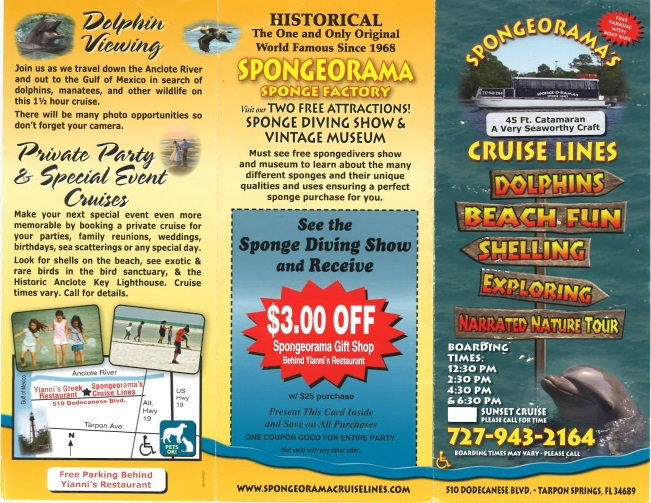 Dolphin
Viewing
Join us as we travel down the Anclote River
and out to the Gulf of Mexico in search of
dolphins, manatees, and other wildlife on
this 1½ hour cruise.
There will be many photo opportunities so
don't forget your camera.
Private Party
& Special Event
Cruises
Make your next special event even more
memorable by booking a private cruise for
your parties, family reunions, weddings,
birthdays, sea scatterings or any special day.
Look for shells on the beach, see exotic &
rare birds in the bird sanctuary, & the
Historic Anclote Key Lighthouse. Cruise
times vary. Call for details.
Anclote River
Gulf of Mexico
Yianni's Greek
Restaurant
Spongeorama's
Cruise Lines
510 Dodecanese Blvd.
Alt.
Hwy
19
US
Hwy
19
Tarpon Ave.
N
PETS
OK!
Free Parking Behind
Yianni's Restaurant
HISTORICAL
The One and Only Original
World Famous Since 1968
SPONGEORAMA
SPONGE FACTORY
Visit our TWO FREE ATTRACTIONS!
SPONGE DIVING SHOW &
VINTAGE MUSEUM
Must see free spongedivers show
and museum to learn about the many
different sponges and their unique
qualities and uses ensuring a perfect
sponge purchase for you.
See the
Sponge Diving Show
and Receive
$3.00 OFF
Spongeorama Gift Shop
Behind Yianni's Restaurant
w/ $25 purchase
Present This Card Inside
and Save on All Purchases
ONE COUPON GOOD FOR ENTIRE PARTY.
Not valid with any other offer.
WWW.SPONGEORAMACRUISELINES.COM
FREE
PARKING
WITH
BOAT RIDE
SPONGEORAMA'S
727-943-2164
SPONGE-O-RAMA'S
45 Ft. Catamaran
A Very Seaworthy Craft
CRUISE LINES
DOLPHINS
BEACH FUN
SHELLING
EXPLORING
NARRATED NATURE TOUR
BOARDING
TIMES:
12:30 PM
2:30 PM
4:30 PM
& 6:30 PM
SUNSET CRUISE
PLEASE CALL FOR TIME
727-943-2164
BOARDING TIMES MAY VARY - PLEASE CALL
510 DODECANESE BLVD. • TARPON SPRINGS, FL 34689